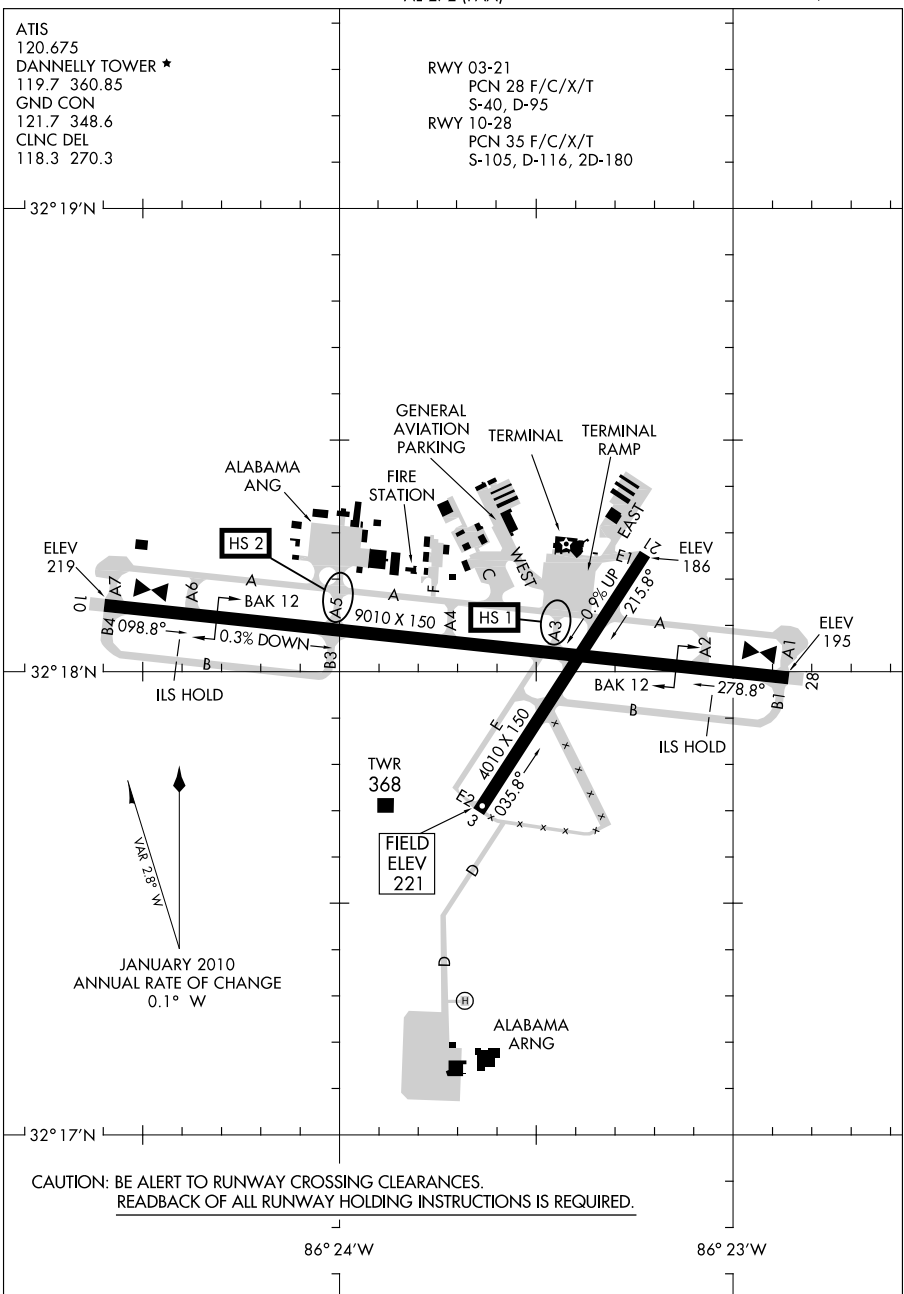 ATIS
120.675
DANNELLY TOWER ★
119.7 360.85
GND CON
121.7 348.6
CLNC DEL
118.3 270.3
RWY 03-21
PCN 28 F/C/X/T
S-40, D-95
RWY 10-28
PCN 35 F/C/X/T
S-105, D-116, 2D-180
32°19'N
GENERAL
AVIATION
PARKING
TERMINAL
TERMINAL
RAMP
ALABAMA
ANG
FIRE
STATION
HS 2
WEST
EAST
C
F
E1
21
ELEV
186
ELEV
219
A7
A6
A
A
A5
A4
HS 1
A3
0.9% UP
215.8°
A
A2
A1
ELEV
195
10
BAK 12
9010 X 150
B4
098.8°
0.3% DOWN
B3
B
ILS HOLD
32°18'N
BAK 12
278.8°
28
B1
B
ILS HOLD
E
4010 X 150
035.8°
E2
3
TWR
368
FIELD
ELEV
221
D
D
VAR 2.8° W
JANUARY 2010
ANNUAL RATE OF CHANGE
0.1° W
H
ALABAMA
ARNG
32°17'N
CAUTION: BE ALERT TO RUNWAY CROSSING CLEARANCES.
READBACK OF ALL RUNWAY HOLDING INSTRUCTIONS IS REQUIRED.
86°24'W
86°23'W